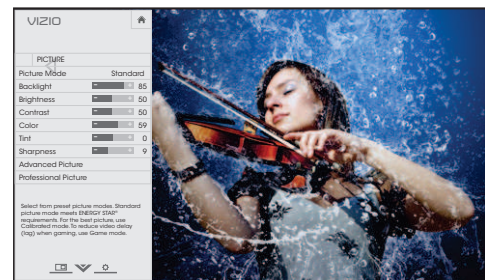 VIZIO
PICTURE
Picture Mode Standard
Backlight 85
Brightness 50
Contrast 50
Color 59
Tint 0
Sharpness 9
Advanced Picture
Professional Picture
Select from preset picture modes. Standard
picture mode meets ENERGY STAR®
requirements. For the best picture, use
Calibrated mode. To reduce video delay
(lag) when gaming, use Game mode.